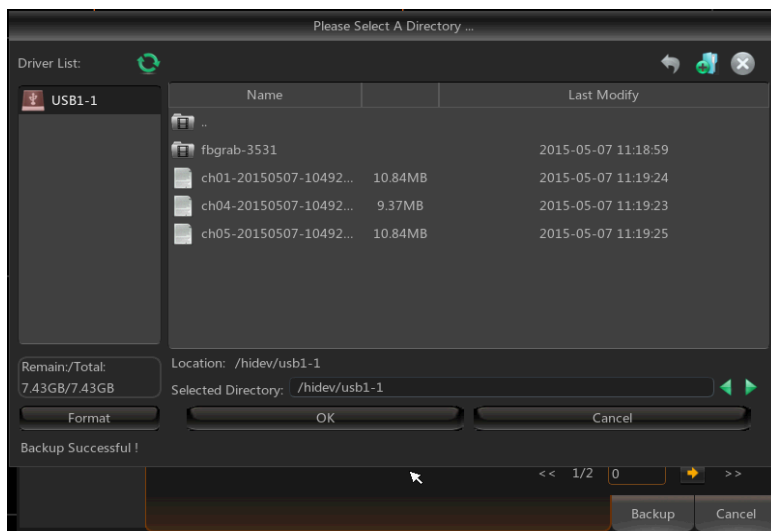 Please Select A Directory ...
Driver List:
USB1-1
Name Last Modify
..
fbgrab-3531 2015-05-07 11:18:59
ch01-20150507-10492... 10.84MB 2015-05-07 11:19:24
ch04-20150507-10492... 9.37MB 2015-05-07 11:19:23
ch05-20150507-10492... 10.84MB 2015-05-07 11:19:25
Remain:/Total:
7.43GB/7.43GB
Location: /hidev/usb1-1
Selected Directory: /hidev/usb1-1
Format OK Cancel
Backup Successful !
<< 1/2 0 >>
Backup Cancel